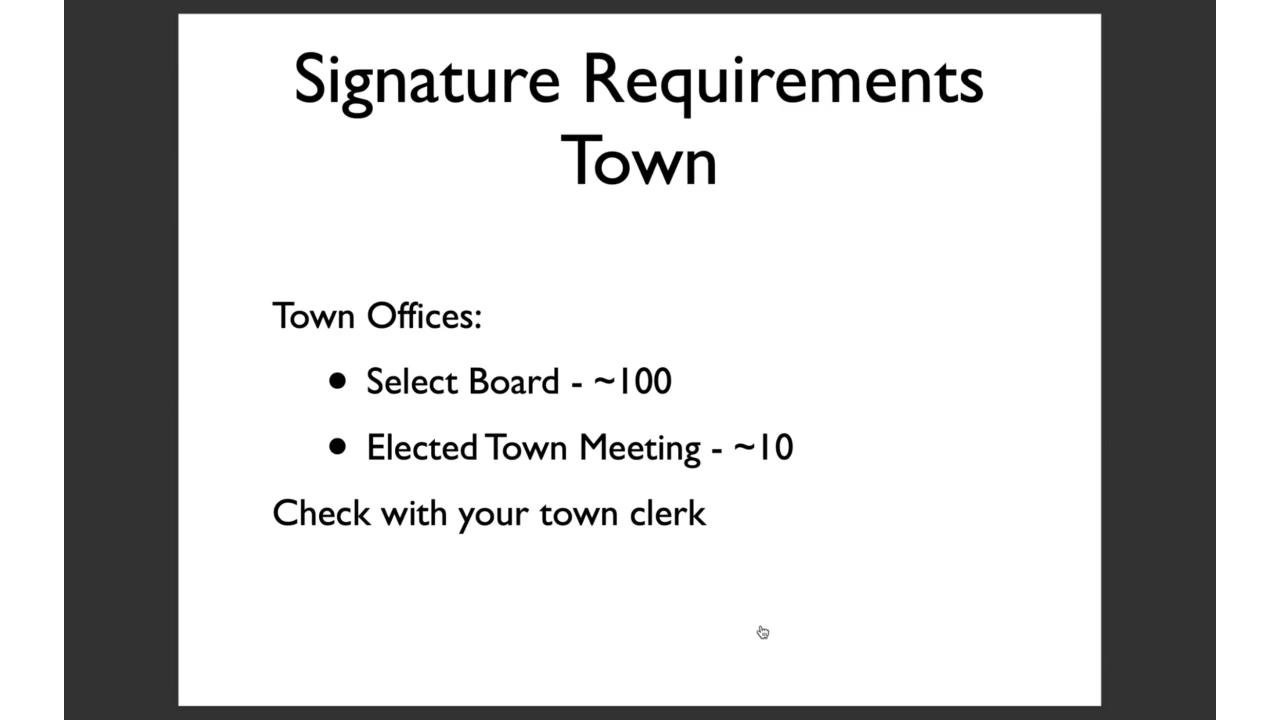 Signature Requirements
Town
Town Offices:
• Select Board - ~100
• Elected Town Meeting - ~10
Check with your town clerk